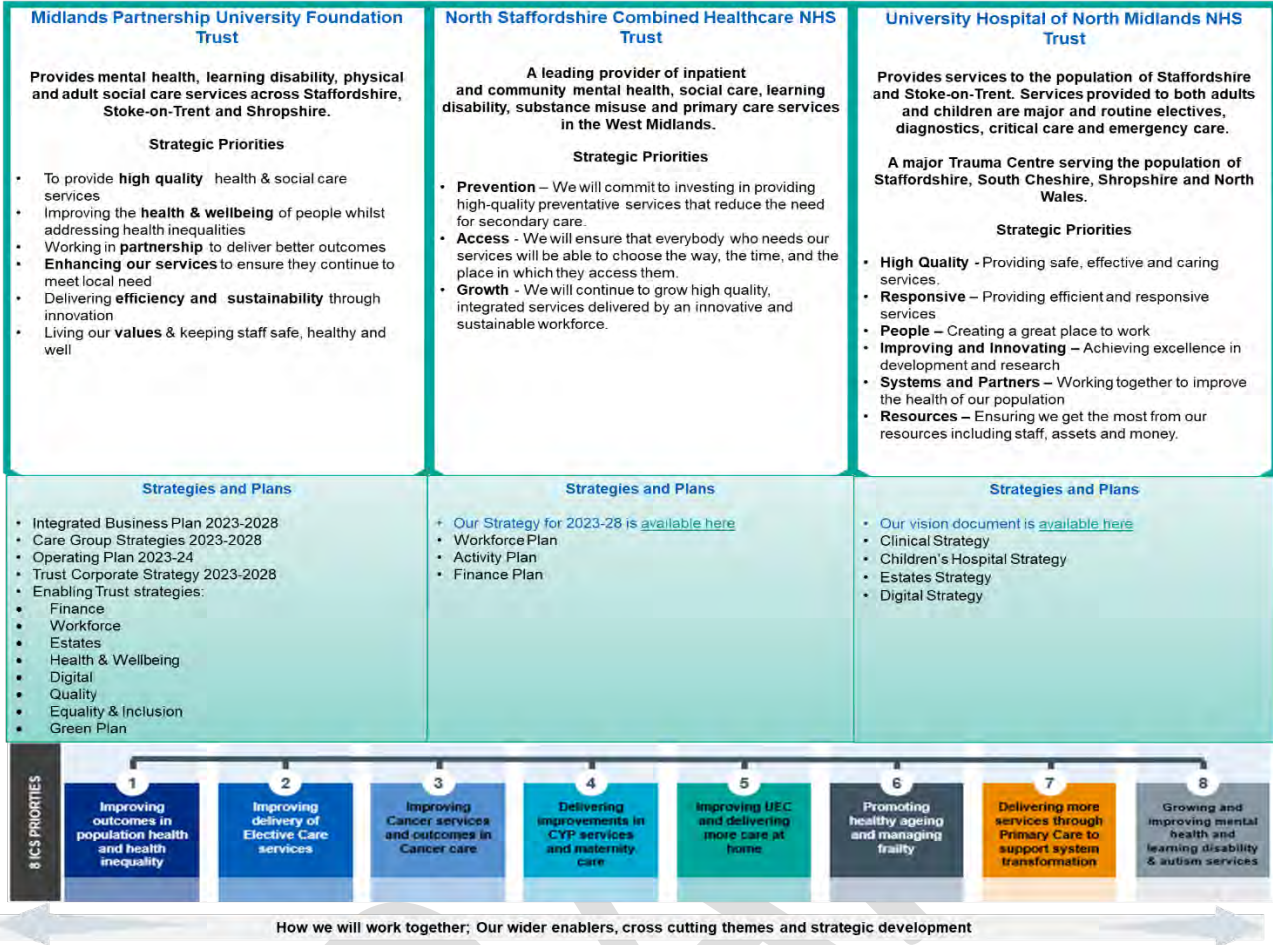 Midlands Partnership University Foundation
Trust
Provides mental health, learning disability, physical
and adult social care services across Staffordshire,
Stoke-on-Trent and Shropshire.
Strategic Priorities
• To provide high quality health & social care
services
• Improving the health & wellbeing of people whilst
addressing health inequalities
• Working in partnership to deliver better outcomes
• Enhancing our services to ensure they continue to
meet local need
• Delivering efficiency and sustainability through
innovation
• Living our values & keeping staff safe, healthy and
well
North Staffordshire Combined Healthcare NHS
Trust
A leading provider of inpatient
and community mental health, social care, learning
disability, substance misuse and primary care services
in the West Midlands.
Strategic Priorities
• Prevention – We will commit to investing in providing
high-quality preventative services that reduce the need
for secondary care.
• Access - We will ensure that everybody who needs our
services will be able to choose the way, the time, and the
place in which they access them.
• Growth - We will continue to grow high quality,
integrated services delivered by an innovative and
sustainable workforce.
University Hospital of North Midlands NHS
Trust
Provides services to the population of Staffordshire
and Stoke-on-Trent. Services provided to both adults
and children are major and routine electives,
diagnostics, critical care and emergency care.
A major Trauma Centre serving the population of
Staffordshire, South Cheshire, Shropshire and North
Wales.
Strategic Priorities
• High Quality - Providing safe, effective and caring
services.
• Responsive – Providing efficient and responsive
services
• People – Creating a great place to work
• Improving and Innovating – Achieving excellence in
development and research
• Systems and Partners – Working together to improve
the health of our population
• Resources – Ensuring we get the most from our
resources including staff, assets and money.
Strategies and Plans
• Integrated Business Plan 2023-2028
• Care Group Strategies 2023-2028
• Operating Plan 2023-24
• Trust Corporate Strategy 2023-2028
• Enabling Trust strategies:
• Finance
• Workforce
• Estates
• Health & Wellbeing
• Digital
• Quality
• Equality & Inclusion
• Green Plan
Strategies and Plans
• Our Strategy for 2023-28 is available here
• Workforce Plan
• Activity Plan
• Finance Plan
Strategies and Plans
• Our vision document is available here
• Clinical Strategy
• Children's Hospital Strategy
• Estates Strategy
• Digital Strategy
8 ICS PRIORTIES
1
Improving
outcomes in
population health
and health
inequality
2
Improving
delivery of
Elective Care
services
3
Improving
Cancer services
and outcomes in
Cancer care
4
Delivering
improvements in
CYP services
and maternity
care
5
Improving UEC
and delivering
more care at
home
6
Promoting
healthy ageing
and managing
frailty
7
Delivering more
services through
Primary Care to
support system
transformation
8
Growing and
improving mental
health and
learning disability
& autism services
How we will work together; Our wider enablers, cross cutting themes and strategic development